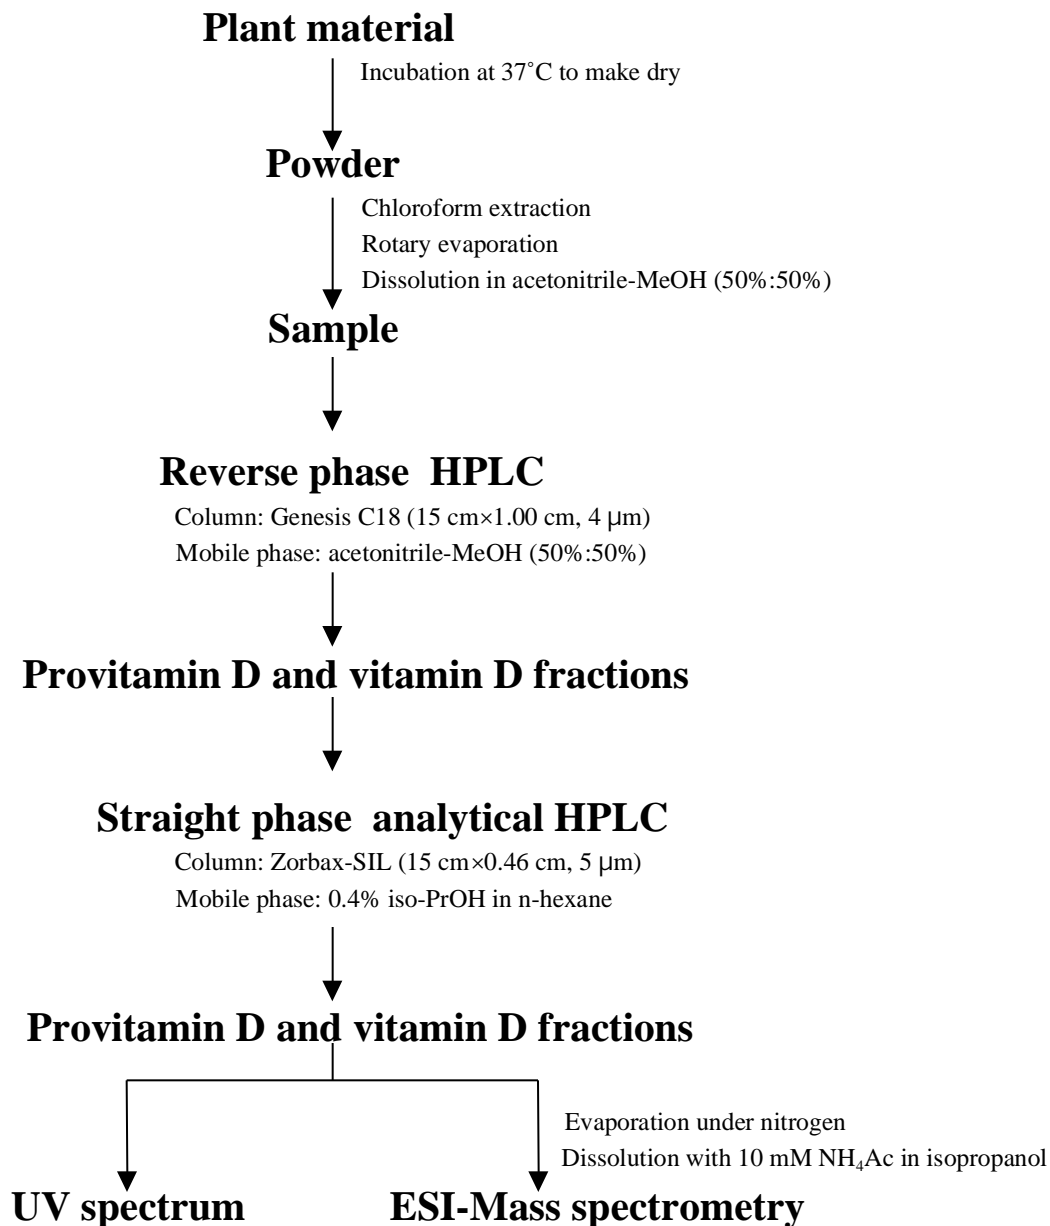 Plant material
Incubation at 37˚C to make dry
Powder
Chloroform extraction
Rotary evaporation
Dissolution in acetonitrile-MeOH (50%:50%)
Sample
Reverse phase  HPLC
Column: Genesis C18 (15 cm×1.00 cm, 4 μm)
Mobile phase: acetonitrile-MeOH (50%:50%)
Provitamin D and vitamin D fractions
Straight phase  analytical HPLC
Column: Zorbax-SIL (15 cm×0.46 cm, 5 μm)
Mobile phase: 0.4% iso-PrOH in n-hexane
Provitamin D and vitamin D fractions
Evaporation under nitrogen
Dissolution with 10 mM NH₄Ac in isopropanol
UV spectrum
ESI-Mass spectrometry